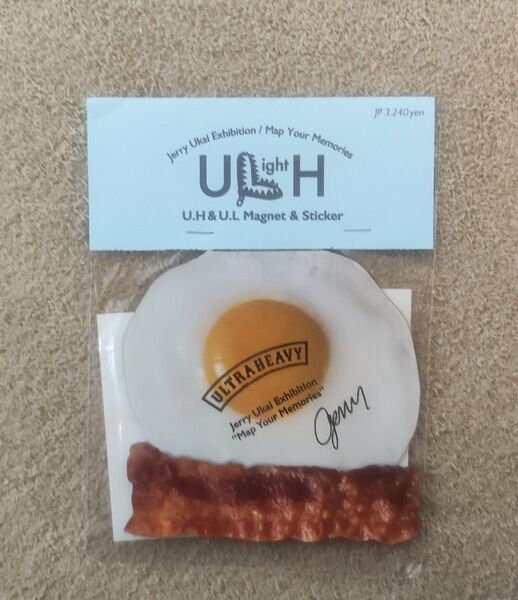 JP 3.240yen
Jerry Ukai Exhibition / Map Your Memories
U Light H
U.H & U.L Magnet & Sticker
ULTRAHEAVY
Jerry Ukai Exhibition
"Map Your Memories"
Jerry